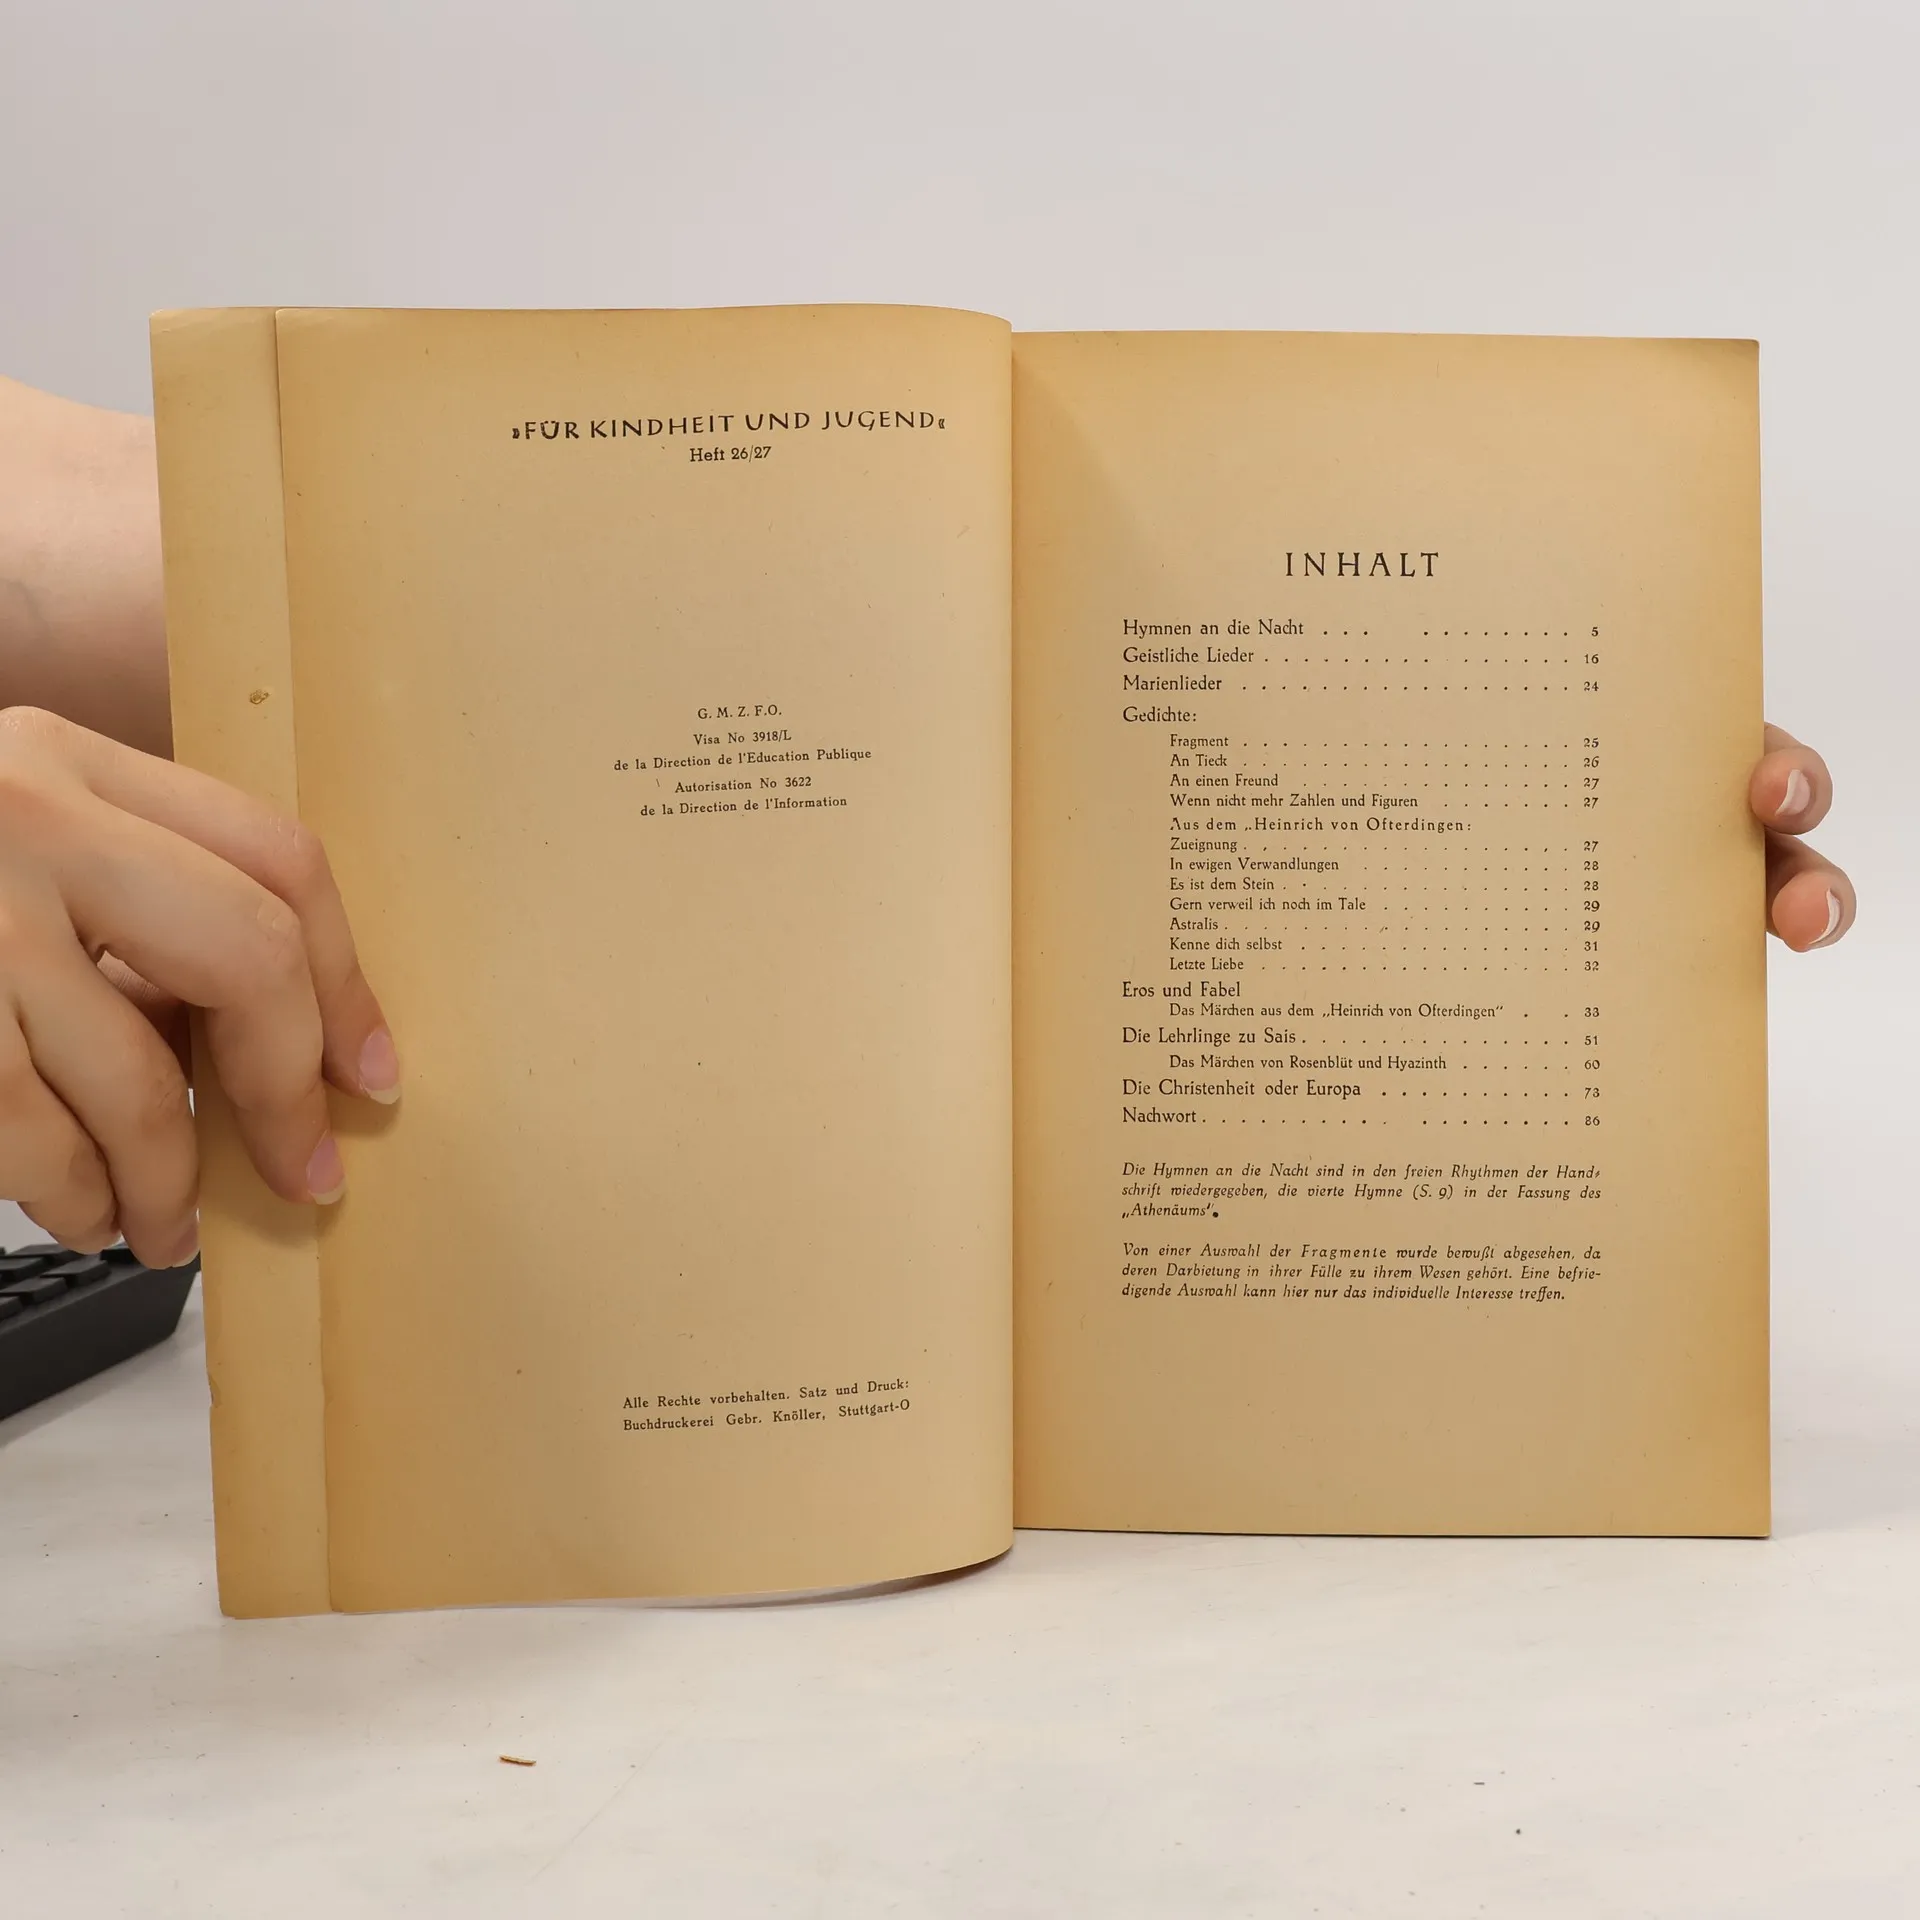 »FÜR KINDHEIT UND JUGEND«
Heft 26/27
G. M. Z. F.O.
Visa No 3918/L
de la Direction de l'Education Publique
Autorisation No 3622
de la Direction de l'Information
Alle Rechte vorbehalten. Satz und Druck:
Buchdruckerei Gebr. Knöller, Stuttgart-O
INHALT
Hymnen an die Nacht . . . . . . . . . . . 5
Geistliche Lieder . . . . . . . . . . . . . . . 16
Marienlieder . . . . . . . . . . . . . . . . . 24
Gedichte:
Fragment . . . . . . . . . . . . . . . . . 25
An Tieck . . . . . . . . . . . . . . . . . 26
An einen Freund . . . . . . . . . . . . . . 27
Wenn nicht mehr Zahlen und Figuren . . . . . . . 27
Aus dem „Heinrich von Ofterdingen:
Zueignung . . . . . . . . . . . . . . . . . 27
In ewigen Verwandlungen . . . . . . . . . . . 28
Es ist dem Stein . . . . . . . . . . . . . . . 28
Gern verweil ich noch im Tale . . . . . . . . . . 29
Astralis . . . . . . . . . . . . . . . . . . 29
Kenne dich selbst . . . . . . . . . . . . . . 31
Letzte Liebe . . . . . . . . . . . . . . . . 32
Eros und Fabel
Das Märchen aus dem „Heinrich von Ofterdingen“ . . 33
Die Lehrlinge zu Sais . . . . . . . . . . . . . . 51
Das Märchen von Rosenblüt und Hyazinth . . . . . . 60
Die Christenheit oder Europa . . . . . . . . . . 73
Nachwort . . . . . . . . . . . . . . . . . . 86
Die Hymnen an die Nacht sind in den freien Rhythmen der Hand-
schrift wiedergegeben, die vierte Hymne (S. 9) in der Fassung des
„Athenäums“.
Von einer Auswahl der Fragmente wurde bewußt abgesehen, da
deren Darbietung in ihrer Fülle zu ihrem Wesen gehört. Eine befrie-
digende Auswahl kann hier nur das individuelle Interesse treffen.